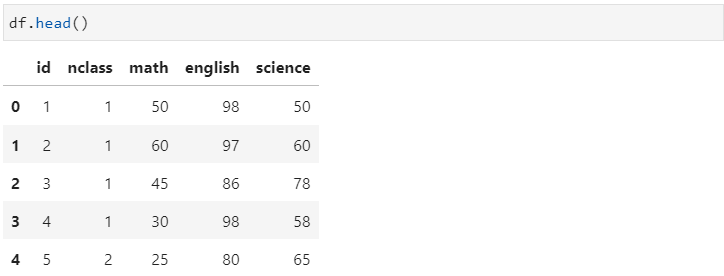 df.head()
id nclass math english science
0 1 1 50 98 50
1 2 1 60 97 60
2 3 1 45 86 78
3 4 1 30 98 58
4 5 2 25 80 65